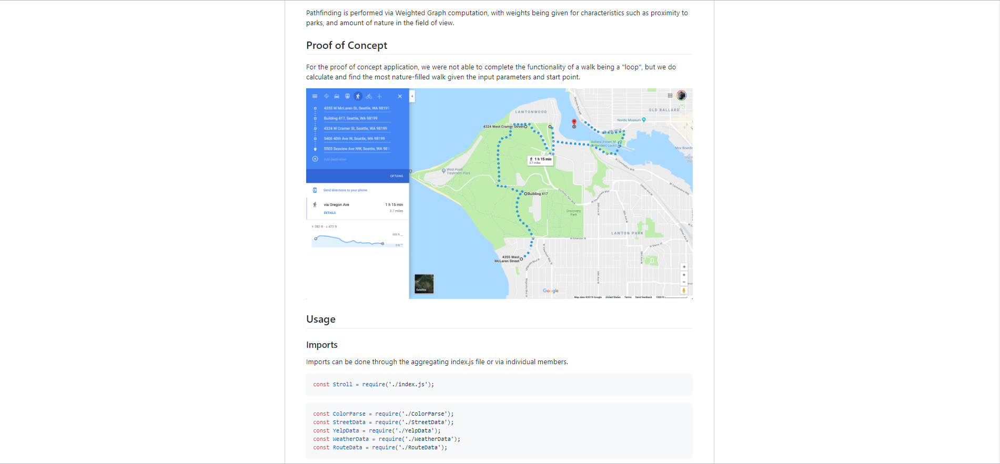 Pathfinding is performed via Weighted Graph computation, with weights being given for characteristics such as proximity to
parks, and amount of nature in the field of view.
Proof of Concept
For the proof of concept application, we were not able to complete the functionality of a walk being a "loop", but we do
calculate and find the most nature-filled walk given the input parameters and start point.
4355 W McLaren St, Seattle, WA 98199
Building 417, Seattle, WA 98199
4324 W Cramer St, Seattle, WA 98199
5406 40th Ave W, Seattle, WA 98199
5503 Seaview Ave NW, Seattle, WA 981
Add destination
OPTIONS
Send directions to your phone
via Oregon Ave
1 h 15 min
DETAILS
3.7 miles
282 ft · 472 ft
LAWTONWOOD
OLD BALLARD
Nordic Museum
4324 West Cramer Street
Ballard (Hiram M.
Chittenden) Locks
1 h 15 min
3.7 miles
West Point
Treatment Plant
Building 417
Discovery
Park
LAWTON PARK
W Emerson St
4355 West
McLaren Street
Satellite
Google
Map data ©2019 Google United States Terms Send feedback 1000 ft
Usage
Imports
Imports can be done through the aggregating index.js file or via individual members.
const Stroll = require('./index.js');
const ColorParse = require('./ColorParse');
const StreetData = require('./StreetData');
const YelpData = require('./YelpData');
const WeatherData = require('./WeatherData');
const RouteData = require('./RouteData');